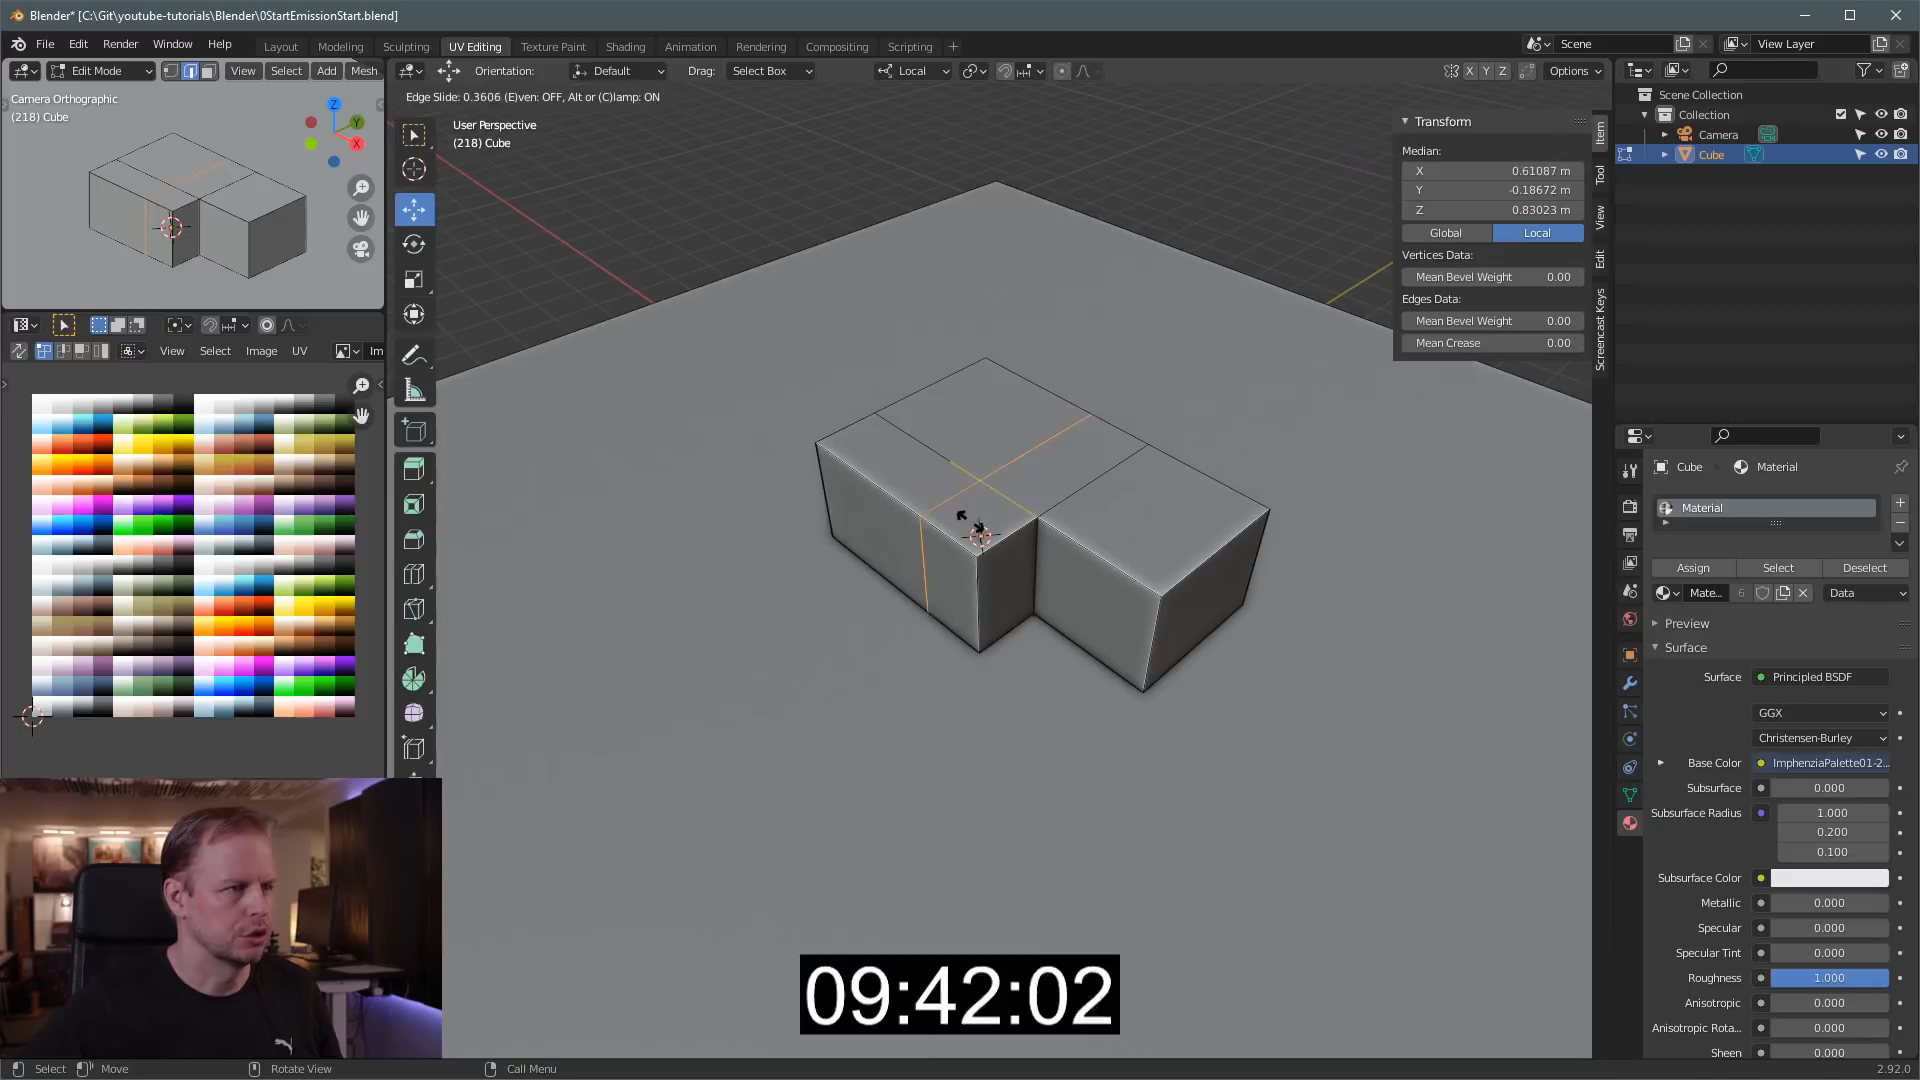 Blender* [C:\Git\youtube-tutorials\Blender\0StartEmissionStart.blend]
File Edit Render Window Help
Layout Modeling Sculpting UV Editing Texture Paint Shading Animation Rendering Compositing Scripting +
Scene
View Layer
Edit Mode View Select Add Mesh
Orientation: Default Drag: Select Box Local X Y Z Options
Edge Slide: 0.3606 (E)ven: OFF, Alt or (C)lamp: ON
Camera Orthographic
(218) Cube
Z
Y
X
User Perspective
(218) Cube
Transform
Median:
X 0.61087 m
Y -0.18672 m
Z 0.83023 m
Global Local
Vertices Data:
Mean Bevel Weight 0.00
Edges Data:
Mean Bevel Weight 0.00
Mean Crease 0.00
Item
Tool
View
Edit
Screencast Keys
Scene Collection
Collection
Camera
Cube
View Select Image UV Im
Cube Material
Material
Assign Select Deselect
Mate... 6 Data
Preview
Surface
Surface Principled BSDF
GGX
Christensen-Burley
Base Color ImphenziaPalette01-2...
Subsurface 0.000
Subsurface Radius 1.000
0.200
0.100
Subsurface Color
Metallic 0.000
Specular 0.000
Specular Tint 0.000
Roughness 1.000
Anisotropic 0.000
Anisotropic Rota... 0.000
Sheen 0.000
09:42:02
Select Move Rotate View Call Menu
2.92.0